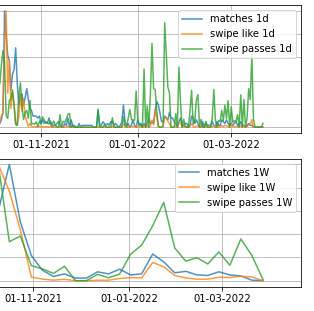 matches 1d
swipe like 1d
swipe passes 1d
01-11-2021 01-01-2022 01-03-2022
matches 1W
swipe like 1W
swipe passes 1W
01-11-2021 01-01-2022 01-03-2022